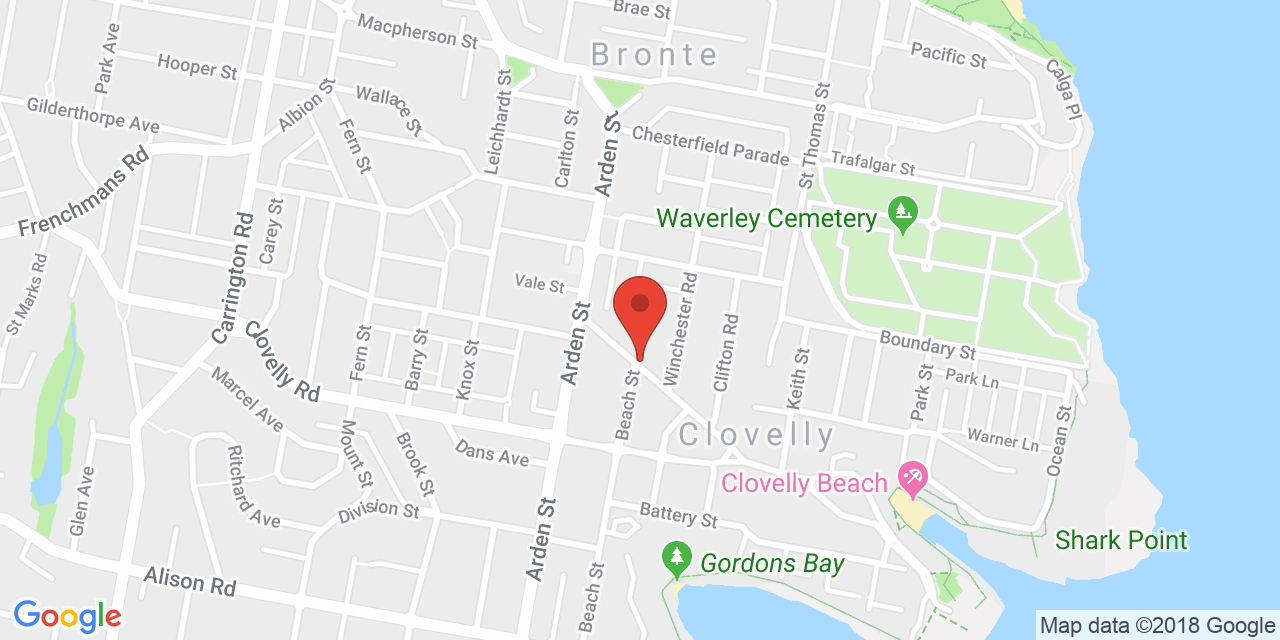 Brae St
Macpherson St
Bronte
Pacific St
Park Ave
Hooper St
Calga Pl
Gilderthorpe Ave
Albion St
Wallace St
Leichhardt St
Carlton St
Arden St
Chesterfield Parade
St Thomas St
Trafalgar St
Fern St
Frenchmans Rd
Carey St
Waverley Cemetery
Carrington Rd
St Marks Rd
Vale St
Winchester Rd
Arden St
Clovelly Rd
Fern St
Barry St
Knox St
Clifton Rd
Keith St
Boundary St
Park St
Park Ln
Marcel Ave
Beach St
Clovelly
Ocean St
Warner Ln
Mount St
Brook St
Dans Ave
Clovelly Beach
Ritchard Ave
Glen Ave
Division St
Battery St
Arden St
Shark Point
Gordons Bay
Alison Rd
Beach St
Google
Map data ©2018 Google